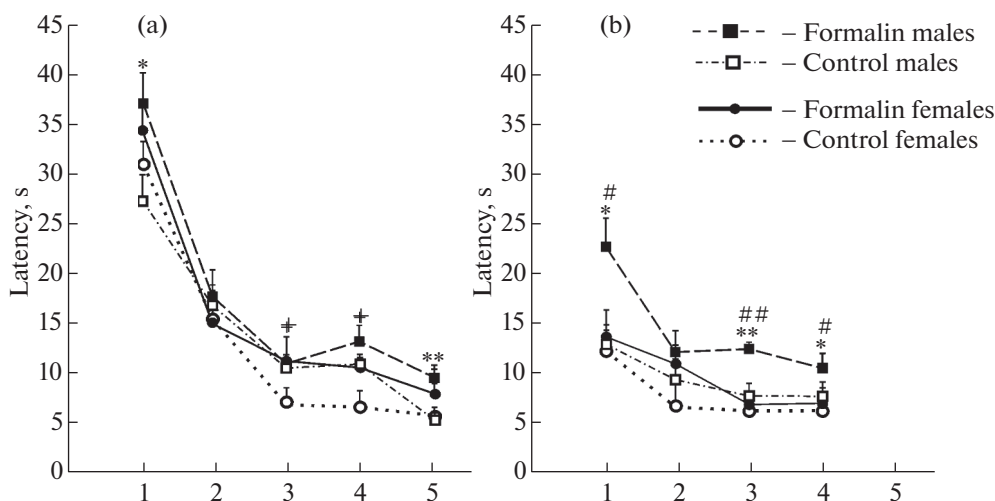 (a)
45
40
35
30
25
20
15
10
5
0
Latency, s
*
**
1 2 3 4 5
(b)
45
40
35
30
25
20
15
10
5
0
Latency, s
– Formalin males
– Control males
– Formalin females
– Control females
#
*
##
**
#
*
1 2 3 4 5